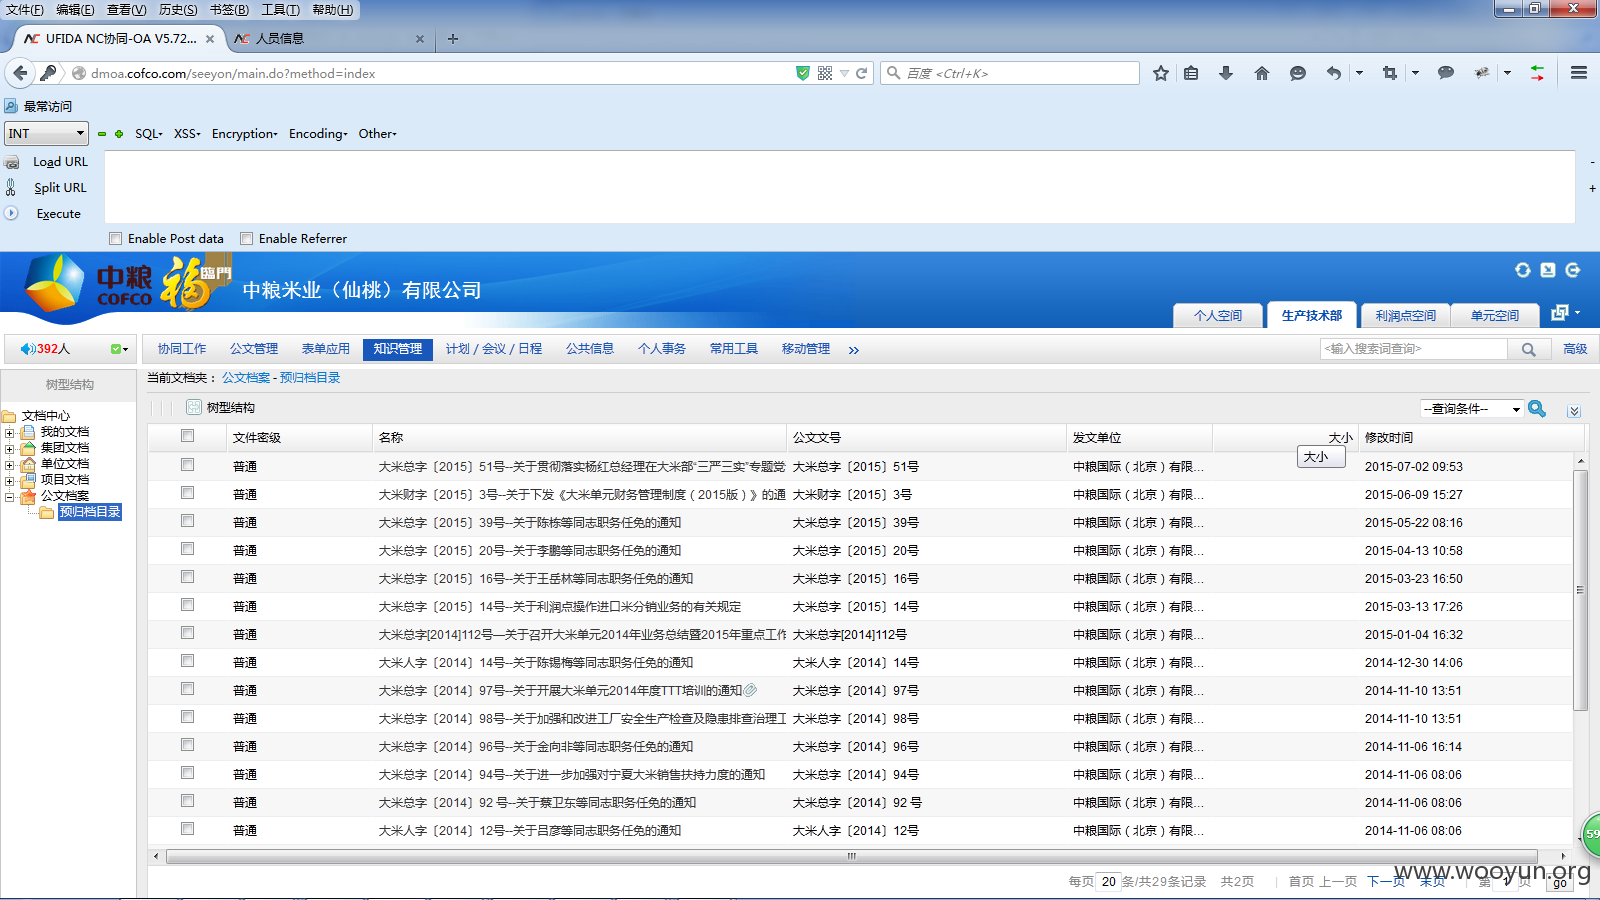 文件(F) 编辑(E) 查看(V) 历史(S) 书签(B) 工具(T) 帮助(H)
UFIDA NC协同-OA V5.72... 人员信息
dmoa.cofco.com/seeyon/main.do?method=index 百度 <Ctrl+K>
最常访问
INT SQL- XSS- Encryption- Encoding- Other-
Load URL
Split URL
Execute
Enable Post data Enable Referrer
中粮 COFCO 福臨門 中粮米业（仙桃）有限公司
个人空间 生产技术部 利润点空间 单元空间
392人 协同工作 公文管理 表单应用 知识管理 计划 / 会议 / 日程 公共信息 个人事务 常用工具 移动管理 <输入搜索词查询> 高级
树型结构 当前文档夹： 公文档案 - 预归档目录
树型结构 --查询条件--
文档中心
我的文档
集团文档
单位文档
项目文档
公文档案
预归档目录
文件密级 名称 公文文号 发文单位 大小 修改时间
大小
普通 大米总字〔2015〕51号--关于贯彻落实杨红总经理在大米部“三严三实”专题党 大米总字〔2015〕51号 中粮国际（北京）有限... 2015-07-02 09:53
普通 大米财字〔2015〕3号--关于下发《大米单元财务管理制度（2015版）》的通 大米财字〔2015〕3号 中粮国际（北京）有限... 2015-06-09 15:27
普通 大米总字〔2015〕39号--关于陈栋等同志职务任免的通知 大米总字〔2015〕39号 中粮国际（北京）有限... 2015-05-22 08:16
普通 大米总字〔2015〕20号--关于李鹏等同志职务任免的通知 大米总字〔2015〕20号 中粮国际（北京）有限... 2015-04-13 10:58
普通 大米总字〔2015〕16号--关于王岳林等同志职务任免的通知 大米总字〔2015〕16号 中粮国际（北京）有限... 2015-03-23 16:50
普通 大米总字〔2015〕14号--关于利润点操作进口米分销业务的有关规定 大米总字〔2015〕14号 中粮国际（北京）有限... 2015-03-13 17:26
普通 大米总字[2014]112号—关于召开大米单元2014年业务总结暨2015年重点工作 大米总字[2014]112号 中粮国际（北京）有限... 2015-01-04 16:32
普通 大米人字〔2014〕14号--关于陈锡梅等同志职务任免的通知 大米人字〔2014〕14号 中粮国际（北京）有限... 2014-12-30 14:06
普通 大米总字〔2014〕97号--关于开展大米单元2014年度TTT培训的通知 大米总字〔2014〕97号 中粮国际（北京）有限... 2014-11-10 13:51
普通 大米总字〔2014〕98号--关于加强和改进工厂安全生产检查及隐患排查治理工 大米总字〔2014〕98号 中粮国际（北京）有限... 2014-11-10 13:51
普通 大米总字〔2014〕96号--关于金向非等同志职务任免的通知 大米总字〔2014〕96号 中粮国际（北京）有限... 2014-11-06 16:14
普通 大米总字〔2014〕94号--关于进一步加强对宁夏大米销售扶持力度的通知 大米总字〔2014〕94号 中粮国际（北京）有限... 2014-11-06 08:06
普通 大米总字〔2014〕92 号--关于蔡卫东等同志职务任免的通知 大米总字〔2014〕92 号 中粮国际（北京）有限... 2014-11-06 08:06
普通 大米人字〔2014〕12号--关于吕彦等同志职务任免的通知 大米人字〔2014〕12号 中粮国际（北京）有限... 2014-11-06 08:06
59
www.wooyun.org
每页 20 条/共29条记录 共2页 首页 上一页 下一页 末页 第 1 页 go